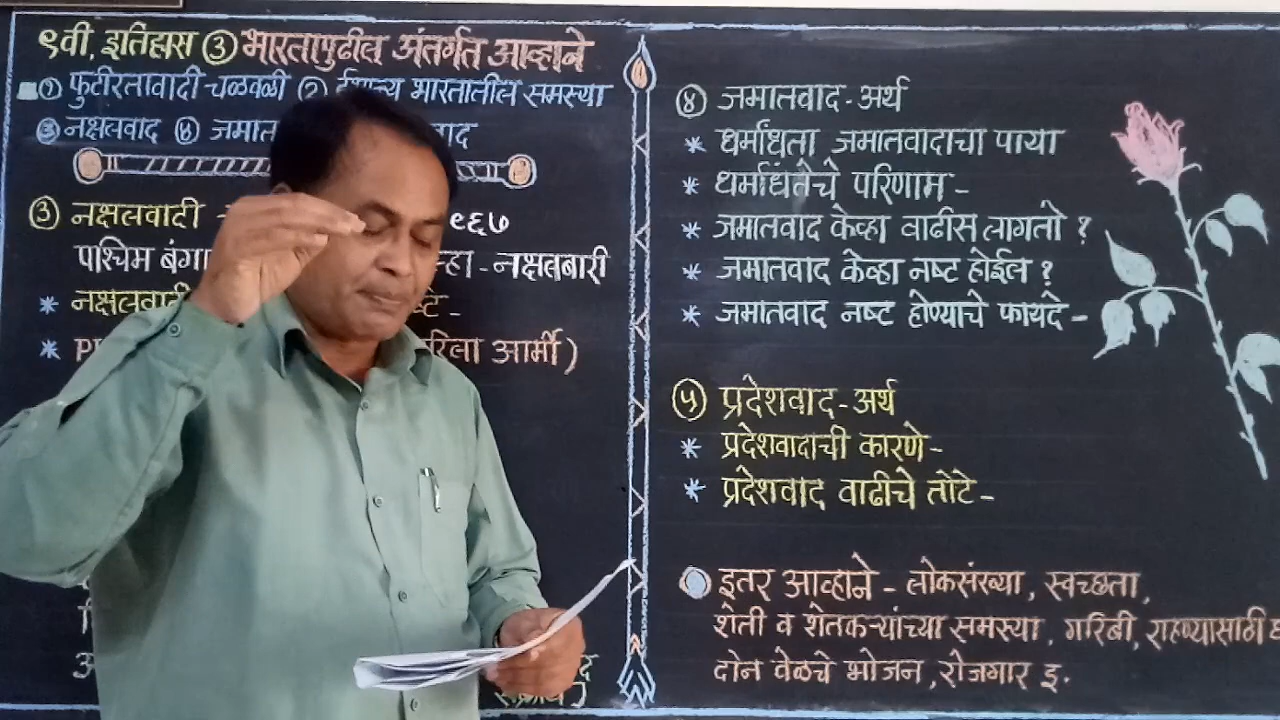 ९वी, इतिहास ③ भारतापुढील अंतर्गत आव्हाने
① फुटीरतावादी चळवळी ② ईशान्य भारतातील समस्या
③ नक्षलवाद ④ जमात वाद
③ नक्षलवादी - १९६७
पश्चिम बंगा ल्हा - नक्षलबारी
* नक्षलवादी ष्टे -
* P रिला आर्मी)
④ जमातवाद - अर्थ
* धर्मांधता जमातवादाचा पाया
* धर्मांधतेचे परिणाम -
* जमातवाद केव्हा वाढीस लागतो ?
* जमातवाद केव्हा नष्ट होईल ?
* जमातवाद नष्ट होण्याचे फायदे -
⑤ प्रदेशवाद - अर्थ
* प्रदेशवादाची कारणे -
* प्रदेशवाद वाढीचे तोटे -
इतर आव्हाने - लोकसंख्या, स्वच्छता,
शेती व शेतकऱ्यांच्या समस्या, गरिबी, राहण्यासाठी
दोन वेळचे भोजन, रोजगार इ.